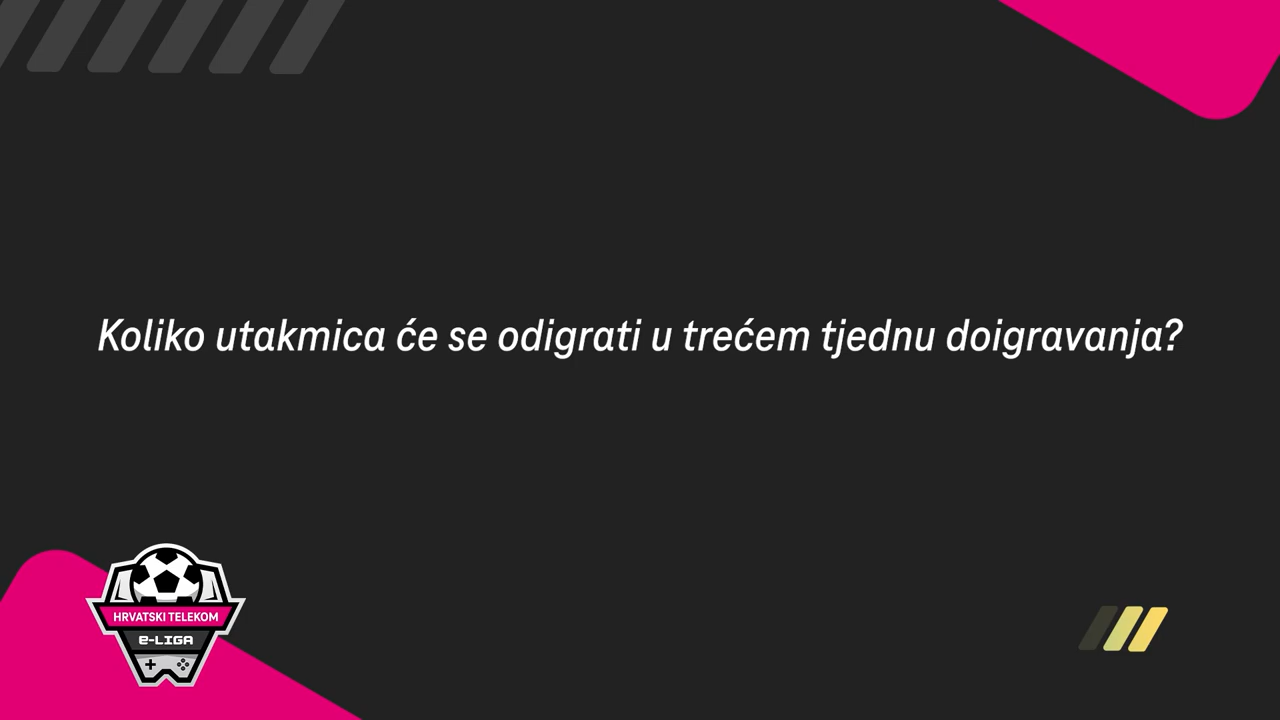 Koliko utakmica će se odigrati u trećem tjednu doigravanja?
HRVATSKI TELEKOM
e-LIGA